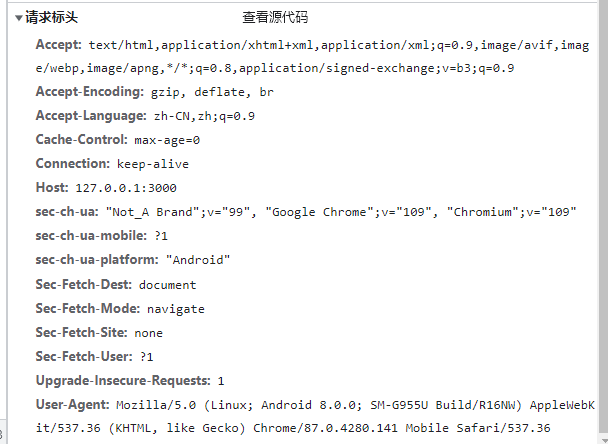 请求标头 查看源代码
Accept: text/html,application/xhtml+xml,application/xml;q=0.9,image/avif,imag
e/webp,image/apng,*/*;q=0.8,application/signed-exchange;v=b3;q=0.9
Accept-Encoding: gzip, deflate, br
Accept-Language: zh-CN,zh;q=0.9
Cache-Control: max-age=0
Connection: keep-alive
Host: 127.0.0.1:3000
sec-ch-ua: "Not_A Brand";v="99", "Google Chrome";v="109", "Chromium";v="109"
sec-ch-ua-mobile: ?1
sec-ch-ua-platform: "Android"
Sec-Fetch-Dest: document
Sec-Fetch-Mode: navigate
Sec-Fetch-Site: none
Sec-Fetch-User: ?1
Upgrade-Insecure-Requests: 1
User-Agent: Mozilla/5.0 (Linux; Android 8.0.0; SM-G955U Build/R16NW) AppleWebK
it/537.36 (KHTML, like Gecko) Chrome/87.0.4280.141 Mobile Safari/537.36